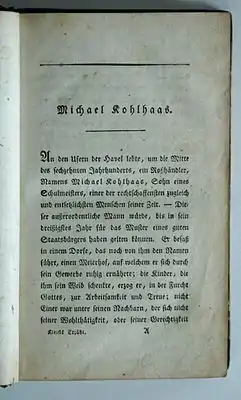 Michael Kohlhaas.
An den Ufern der Havel lebte, um die Mitte
des sechzehnten Jahrhunderts, ein Roßhändler,
Namens Michael Kohlhaas, Sohn eines
Schulmeisters, einer der rechtschaffensten zugleich
und entsetzlichsten Menschen seiner Zeit. — Die-
ser außerordentliche Mann würde, bis in sein
dreißigstes Jahr für das Muster eines guten
Staatsbürgers haben gelten können. Er besaß
in einem Dorfe, das noch von ihm den Namen
führt, einen Meierhof, auf welchem er sich durch
sein Gewerbe ruhig ernährte; die Kinder, die
ihm sein Weib schenkte, erzog er, in der Furcht
Gottes, zur Arbeitsamkeit und Treue; nicht
Einer war unter seinen Nachbarn, der sich nicht
seiner Wohlthätigkeit, oder seiner Gerechtigkeit
Kleists Erzähl. A